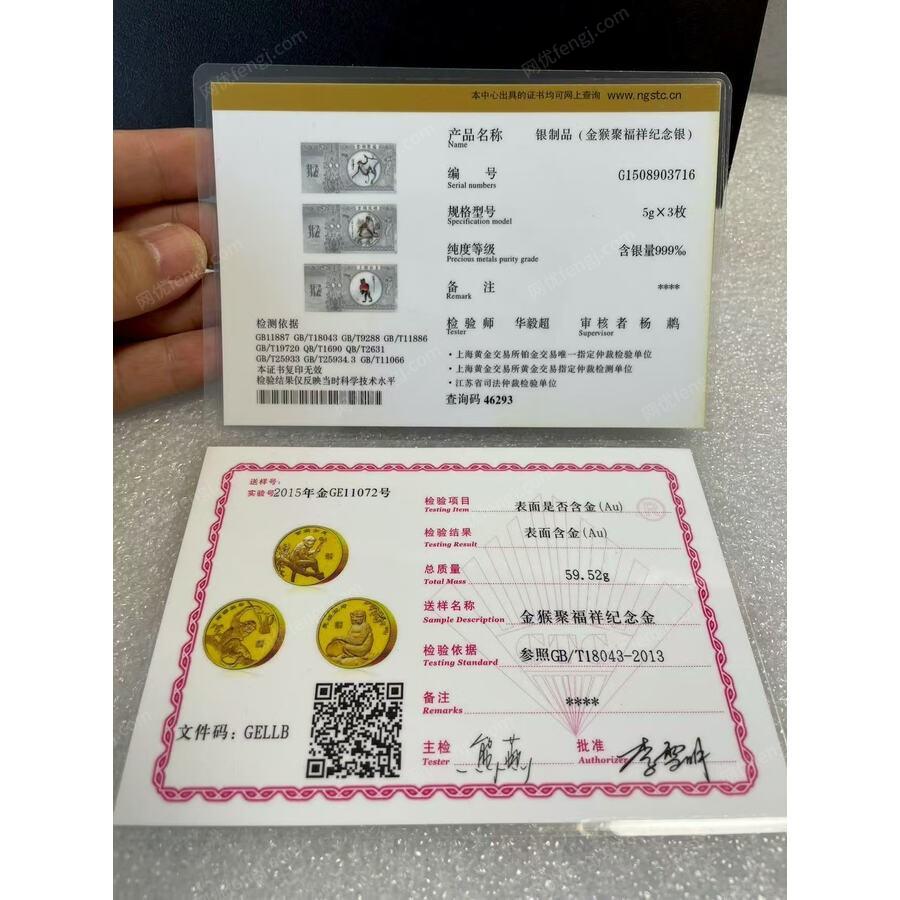 本中心出具的证书均可网上查询 www.ngstc.cn
产品名称 银制品(金猴聚福祥纪念银)
Name
编 号 G1508903716
Serial numbers
规格型号 5g×3枚
Specification model
纯度等级 含银量999‰
Precious metals purity grade
备 注 ****
Remark
检验师 华毅超 审核者 杨鹣
Tester Supervisor
·上海黄金交易所铂金交易唯一指定仲裁检验单位
·上海黄金交易所黄金交易指定仲裁检测单位
·江苏省司法仲裁检验单位
查询码 46293
检测依据
GB11887 GB/T18043 GB/T9288 GB/T11886
GB/T19720 QB/T1690 QB/T2631
GB/T25933 GB/T25934.3 GB/T11066
本证书复印无效
检验结果仅反映当时科学技术水平
送样号:
实验号2015年金GE11072号
检验项目 表面是否含金(Au)
Testing Item
检验结果 表面含金(Au)
Testing Result
总质量 59.52g
Total Mass
送样名称 金猴聚福祥纪念金
Sample Description
检验依据 参照GB/T18043-2013
Testing Standard
备注 ****
Remarks
主检 批准
Tester Authorizer
文件码: GELLB
网优fengj.com